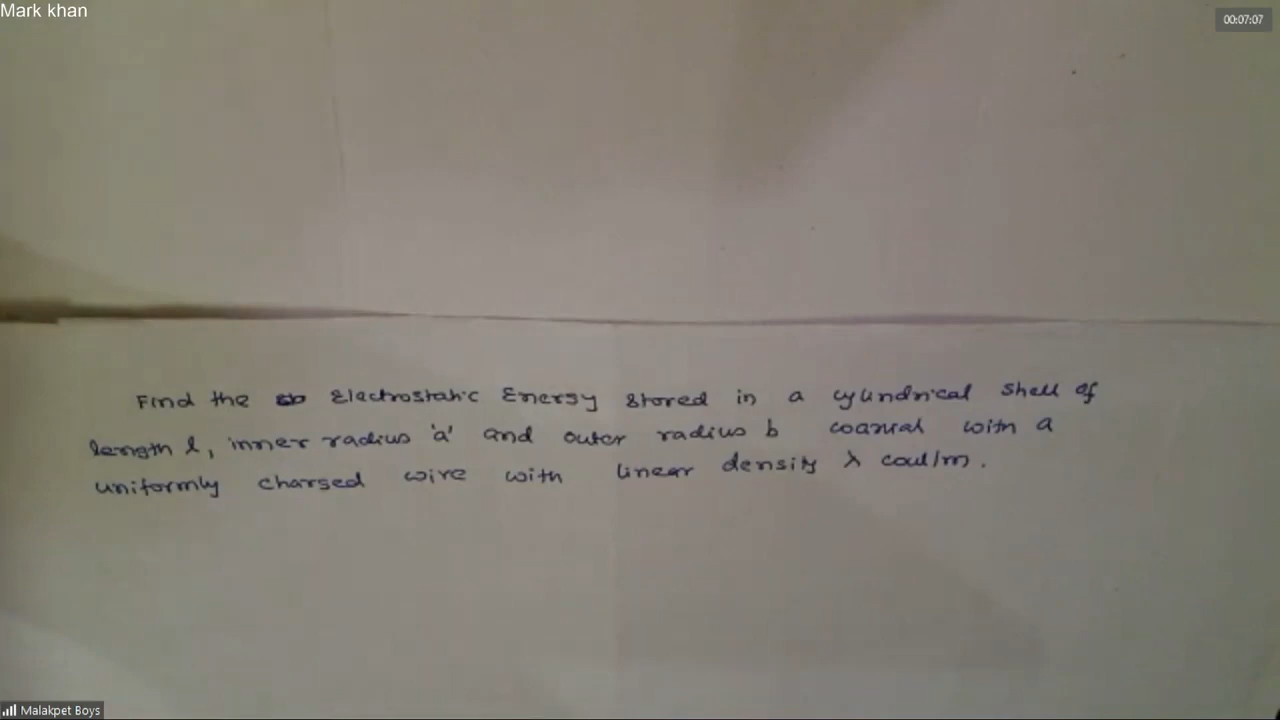 Mark khan
00:07:07
Find the Electrostatic Energy stored in a cylindrical shell of
length l, inner radius 'a' and outer radius b coaxial with a
uniformly charged wire with linear density λ coul/m.
Malakpet Boys